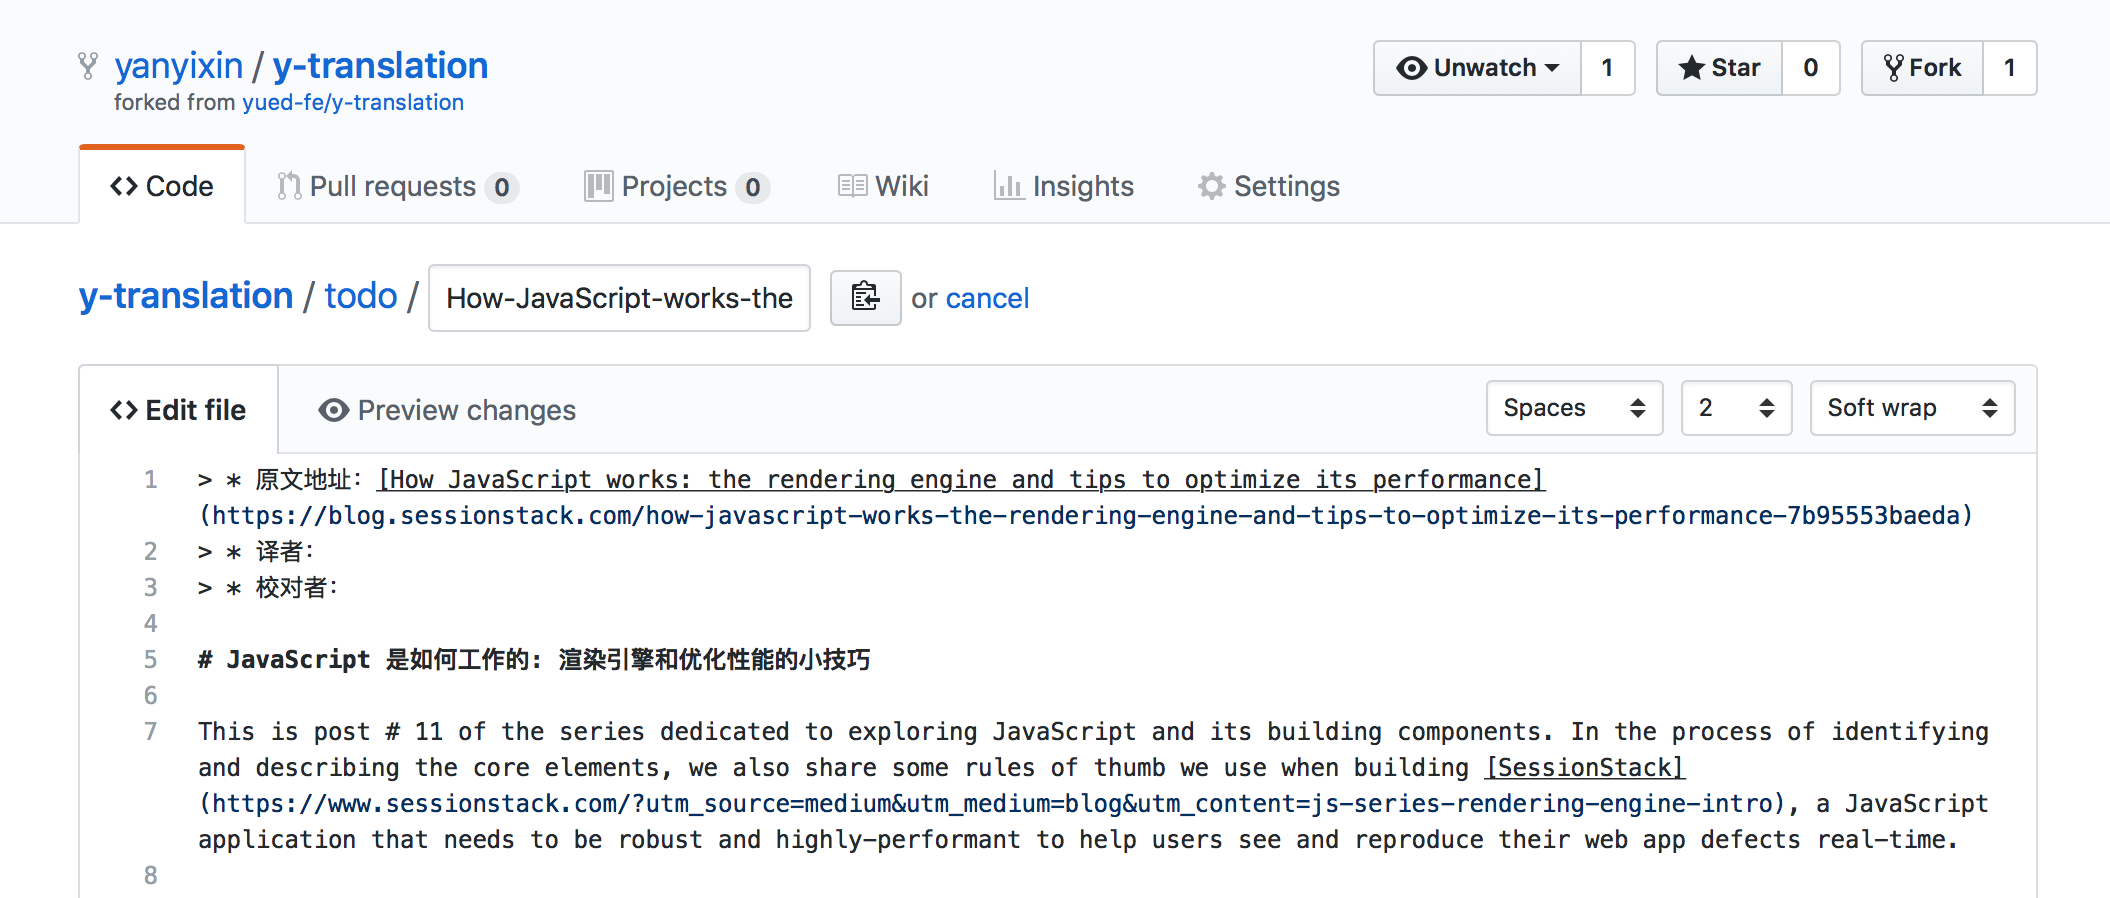 yanyixin / y-translation
forked from yued-fe/y-translation
Unwatch 1 Star 0 Fork 1
Code Pull requests 0 Projects 0 Wiki Insights Settings
y-translation / todo / How-JavaScript-works-the or cancel
Edit file Preview changes Spaces 2 Soft wrap
1 > * 原文地址：[How JavaScript works: the rendering engine and tips to optimize its performance]
(https://blog.sessionstack.com/how-javascript-works-the-rendering-engine-and-tips-to-optimize-its-performance-7b95553baeda)
2 > * 译者：
3 > * 校对者：
4
5 # JavaScript 是如何工作的: 渲染引擎和优化性能的小技巧
6
7 This is post # 11 of the series dedicated to exploring JavaScript and its building components. In the process of identifying
and describing the core elements, we also share some rules of thumb we use when building [SessionStack]
(https://www.sessionstack.com/?utm_source=medium&utm_medium=blog&utm_content=js-series-rendering-engine-intro), a JavaScript
application that needs to be robust and highly-performant to help users see and reproduce their web app defects real-time.
8